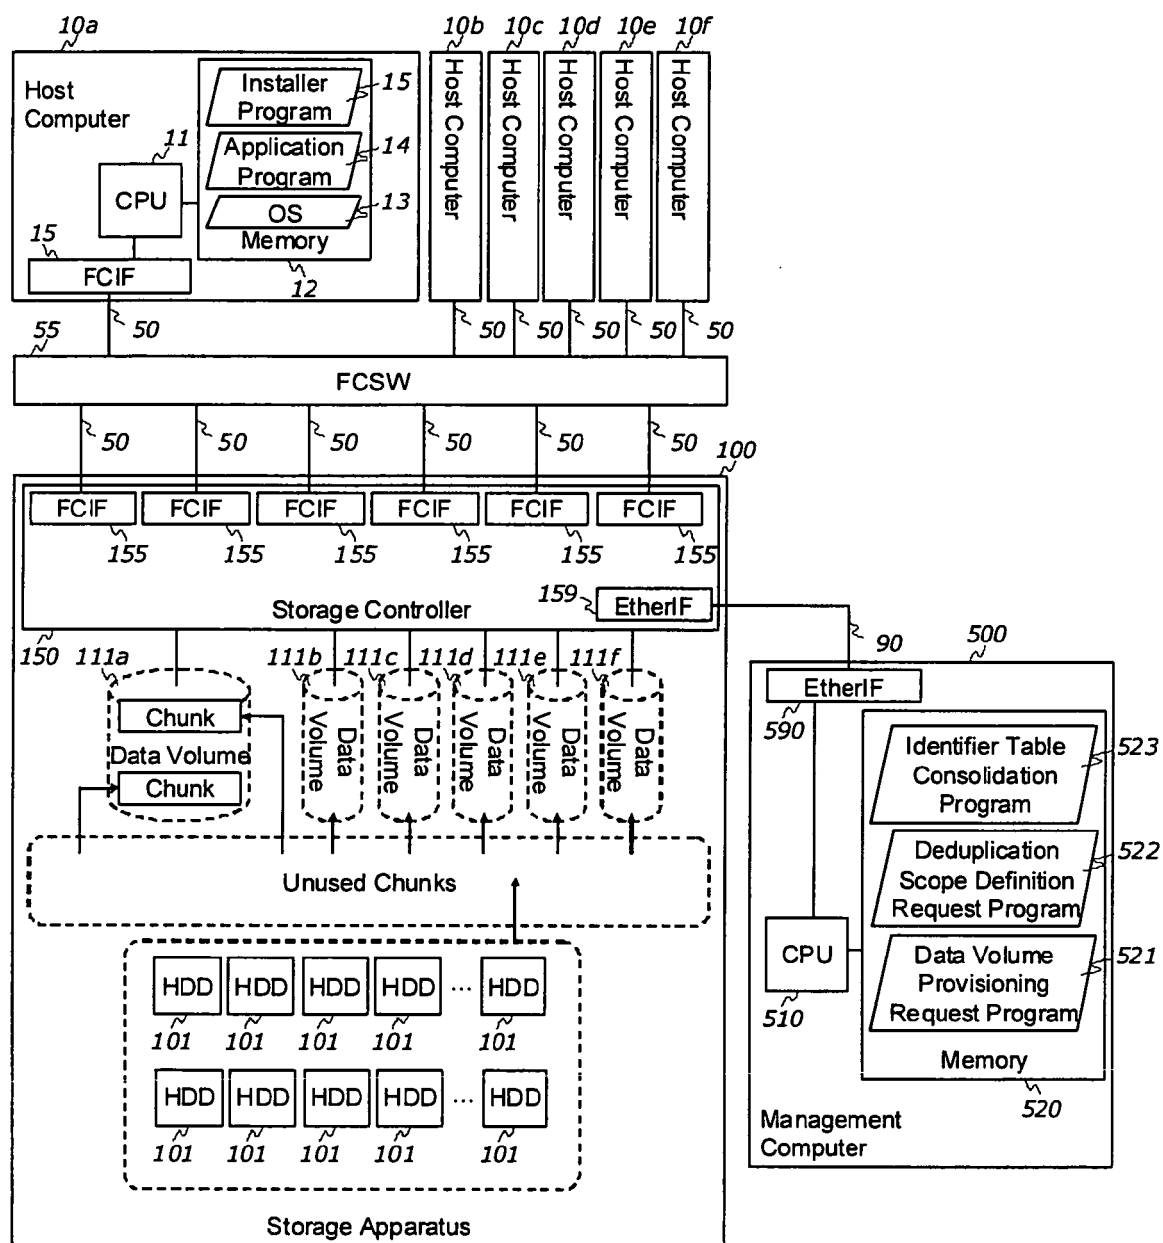 10a
10b 10c 10d 10e 10f
Host
Computer
Installer
Program
15
Application
Program
14
OS
13
Memory
12
11
CPU
15
FCIF
Host Computer
Host Computer
Host Computer
Host Computer
Host Computer
50 50 50 50 50 50
55
FCSW
50 50 50 50 50 50
100
FCIF FCIF FCIF FCIF FCIF FCIF
155 155 155 155 155 155
159
EtherIF
Storage Controller
150
90
111a 111b 111c 111d 111e 111f
Chunk
Data Volume
Chunk
Data
Volume
Data
Volume
Data
Volume
Data
Volume
Data
Volume
Unused Chunks
HDD HDD HDD HDD ... HDD
101 101 101 101 101
HDD HDD HDD HDD ... HDD
101 101 101 101 101
Storage Apparatus
500
EtherIF
590
Identifier Table
Consolidation
Program
523
Deduplication
Scope Definition
Request Program
522
CPU
510
Data Volume
Provisioning
Request Program
521
Memory
520
Management
Computer